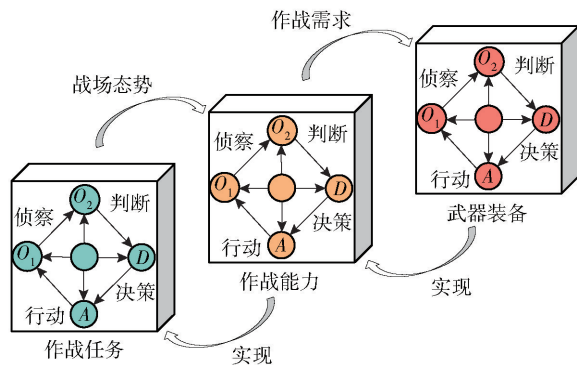 作战需求
O₂ 判断
侦察
O₁ D
决策
行动 A
武器装备
战场态势
O₂ 判断
侦察
O₁ D
决策
行动 A
作战能力
实现
O₂ 判断
侦察
O₁ D
决策
行动 A
作战任务
实现